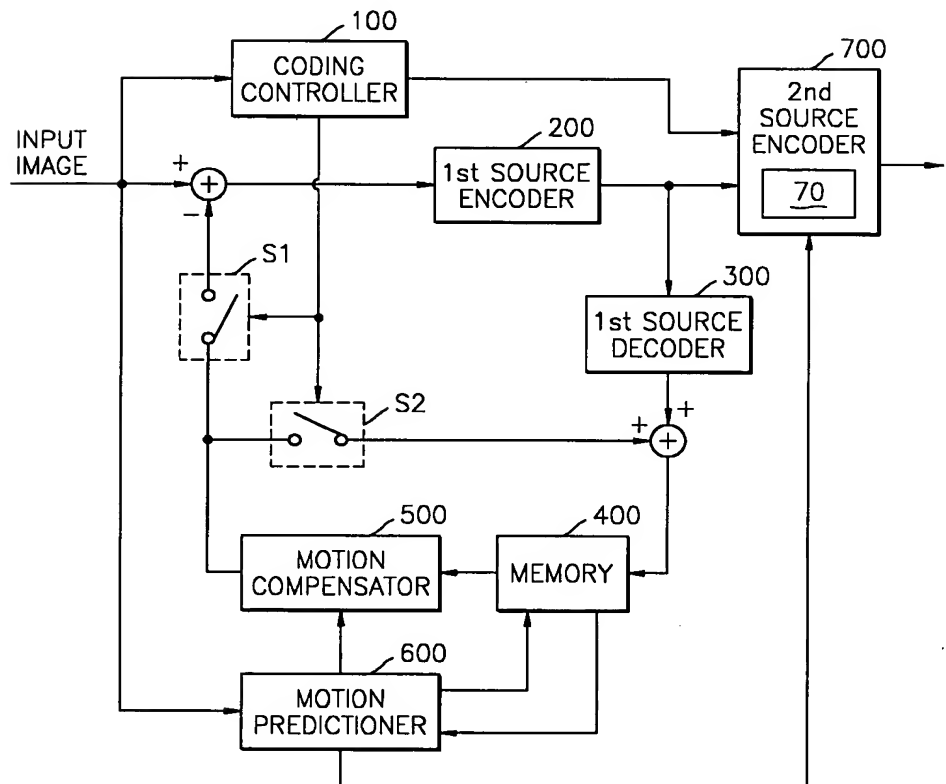 100
CODING
CONTROLLER
700
2nd
SOURCE
ENCODER
70
INPUT
IMAGE
+
+
−
200
1st SOURCE
ENCODER
S1
300
1st SOURCE
DECODER
S2
+
+
+
500
MOTION
COMPENSATOR
400
MEMORY
600
MOTION
PREDICTIONER